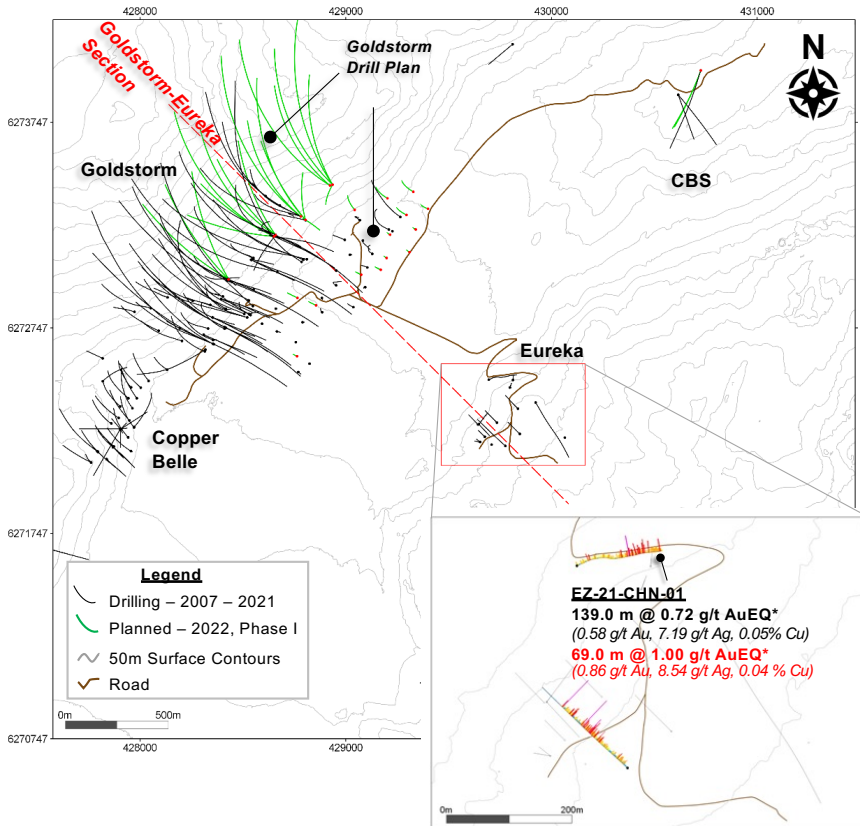 428000
429000
430000
431000
Goldstorm-Eureka
Section
Goldstorm
Drill Plan
N
6273747
Goldstorm
CBS
6272747
Eureka
Copper
Belle
6271747
Legend
Drilling – 2007 – 2021
Planned – 2022, Phase I
50m Surface Contours
Road
0m
500m
EZ-21-CHN-01
139.0 m @ 0.72 g/t AuEQ*
(0.58 g/t Au, 7.19 g/t Ag, 0.05% Cu)
69.0 m @ 1.00 g/t AuEQ*
(0.86 g/t Au, 8.54 g/t Ag, 0.04 % Cu)
6270747
428000
429000
0m
200m